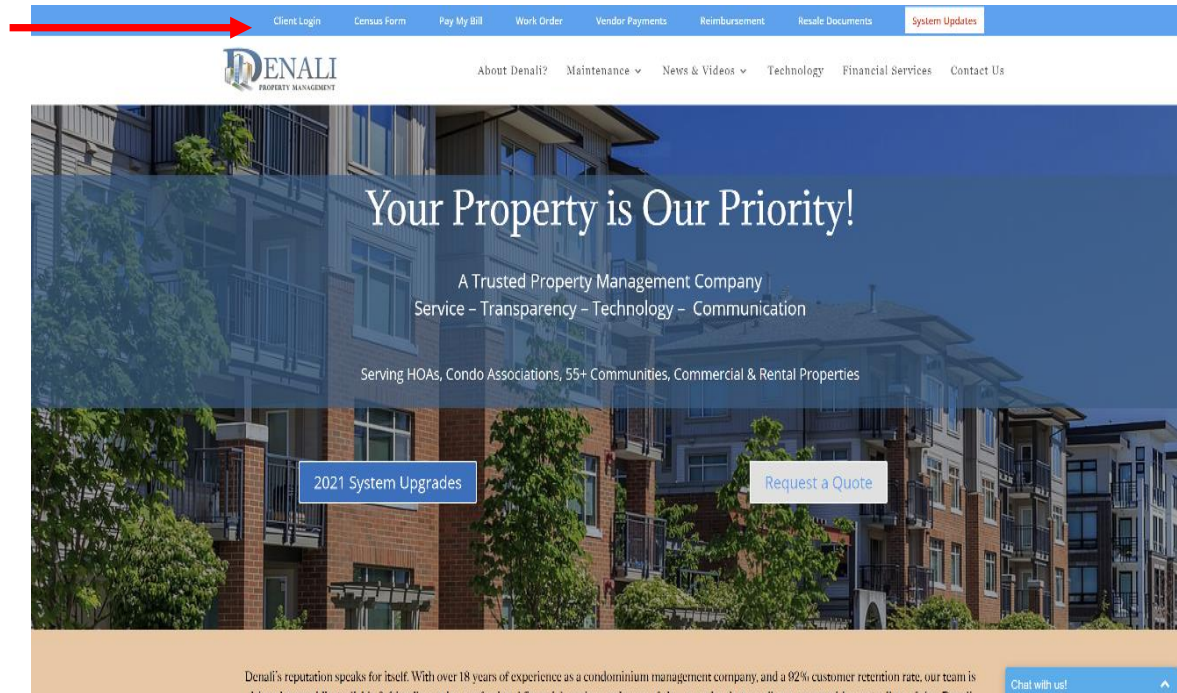 Client Login Census Form Pay My Bill Work Order Vendor Payments Reimbursement Resale Documents System Updates
DENALI
PROPERTY MANAGEMENT
About Denali? Maintenance News & Videos Technology Financial Services Contact Us
Your Property is Our Priority!
A Trusted Property Management Company
Service – Transparency – Technology – Communication
Serving HOAs, Condo Associations, 55+ Communities, Commercial & Rental Properties
2021 System Upgrades Request a Quote
Denali's reputation speaks for itself. With over 18 years of experience as a condominium management company, and a 92% customer retention rate, our team is
Chat with us!